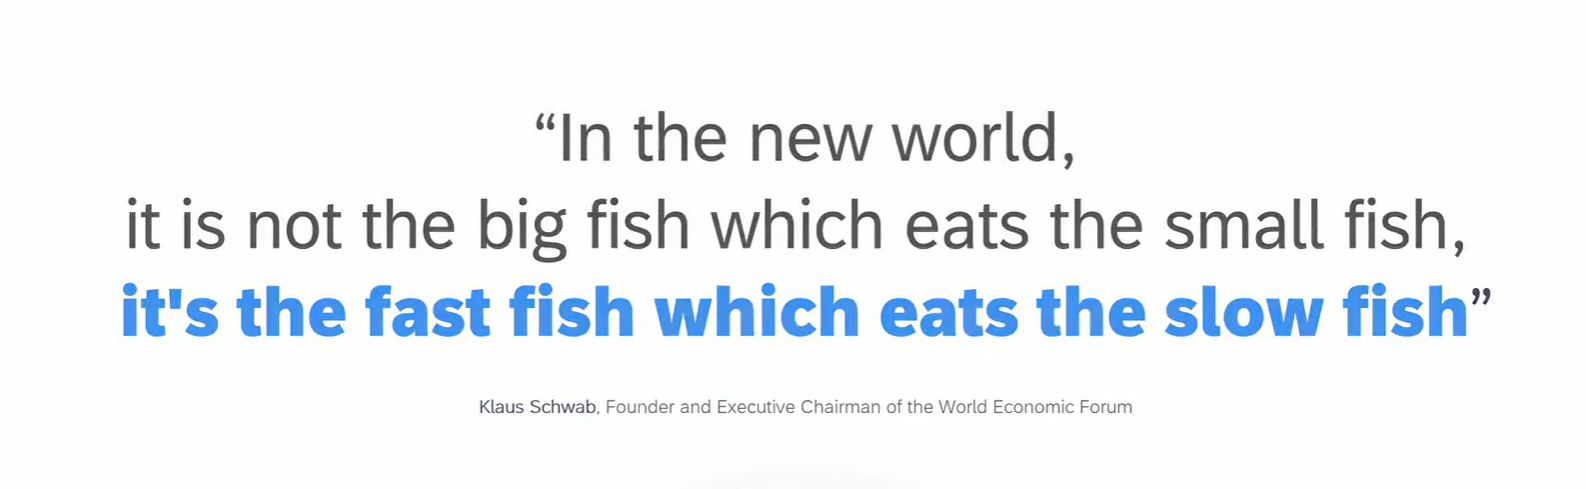 “In the new world,
it is not the big fish which eats the small fish,
it's the fast fish which eats the slow fish”
Klaus Schwab, Founder and Executive Chairman of the World Economic Forum